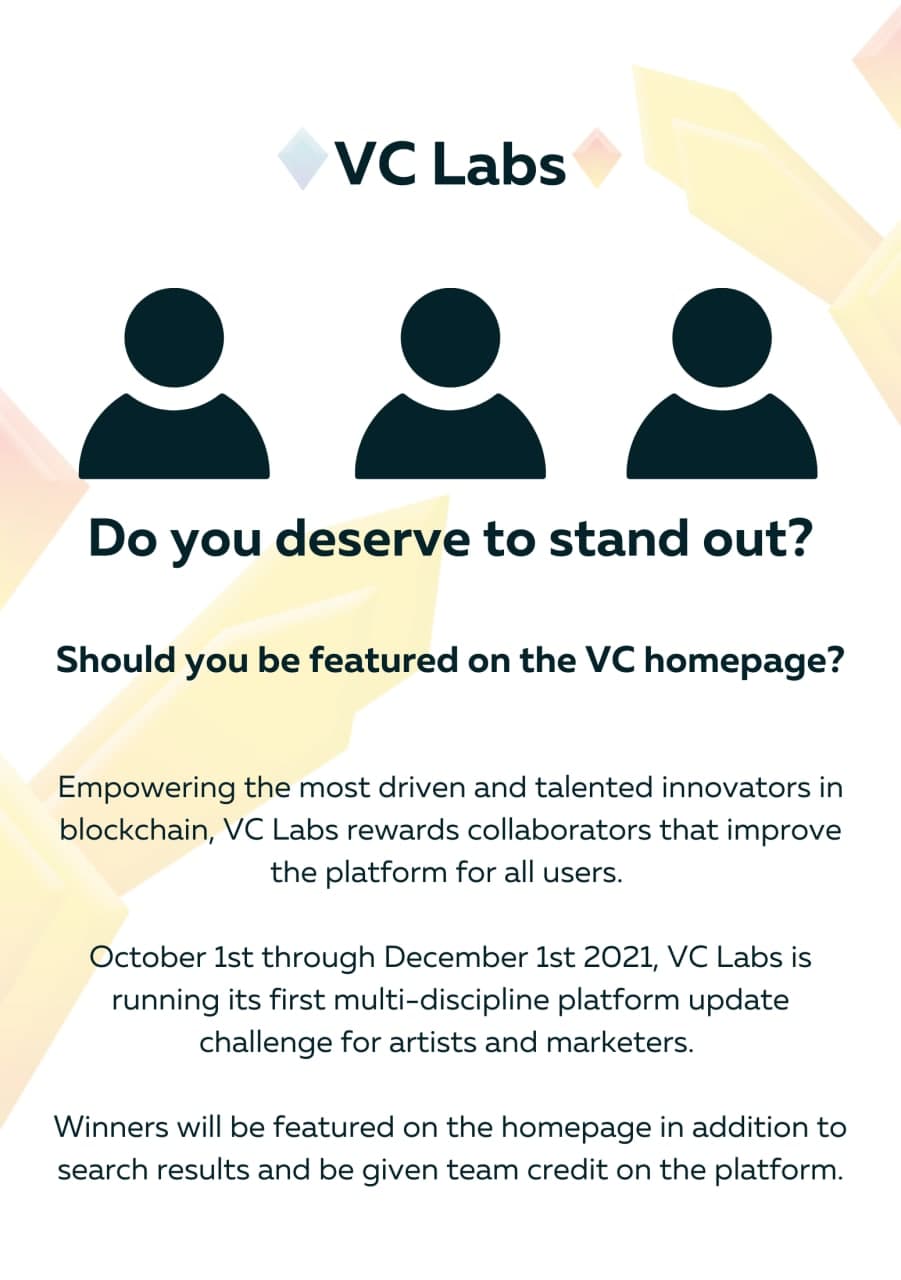 VC Labs
Do you deserve to stand out?
Should you be featured on the VC homepage?
Empowering the most driven and talented innovators in
blockchain, VC Labs rewards collaborators that improve
the platform for all users.
October 1st through December 1st 2021, VC Labs is
running its first multi-discipline platform update
challenge for artists and marketers.
Winners will be featured on the homepage in addition to
search results and be given team credit on the platform.